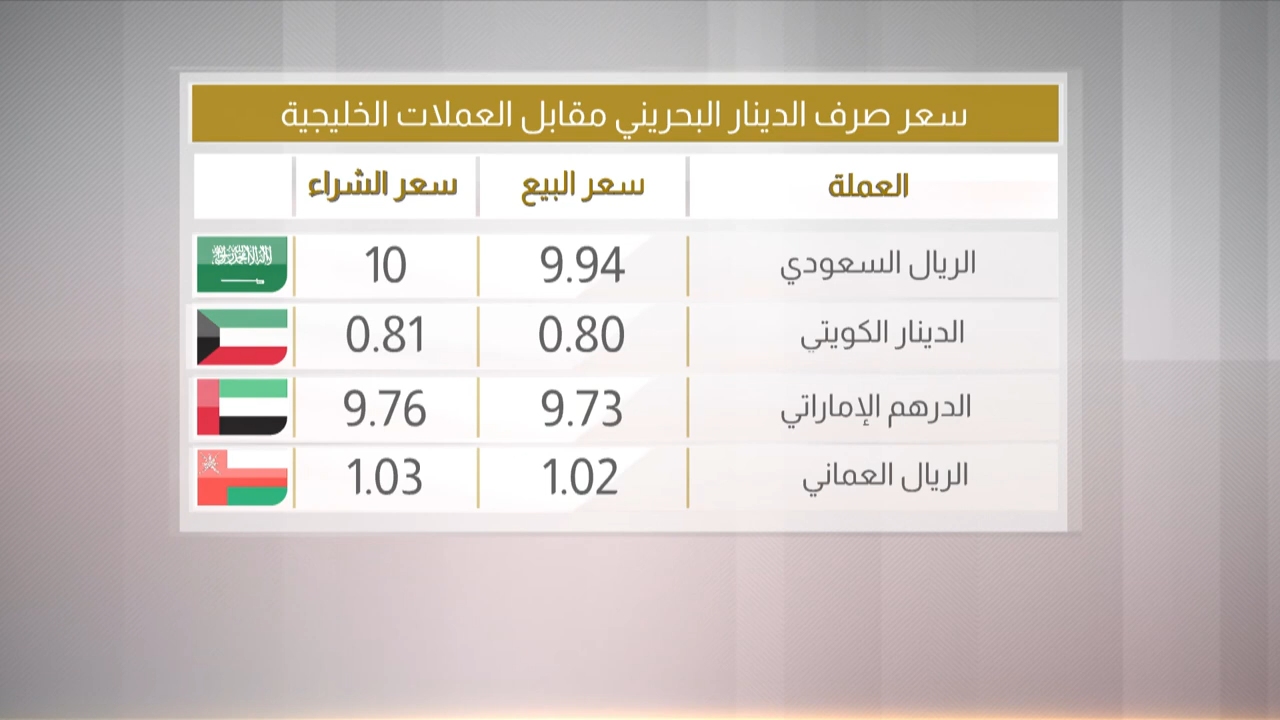 سعر صرف الدينار البحريني مقابل العملات الخليجية
العملة سعر البيع سعر الشراء
الريال السعودي 9.94 10
الدينار الكويتي 0.80 0.81
الدرهم الإماراتي 9.73 9.76
الريال العماني 1.02 1.03